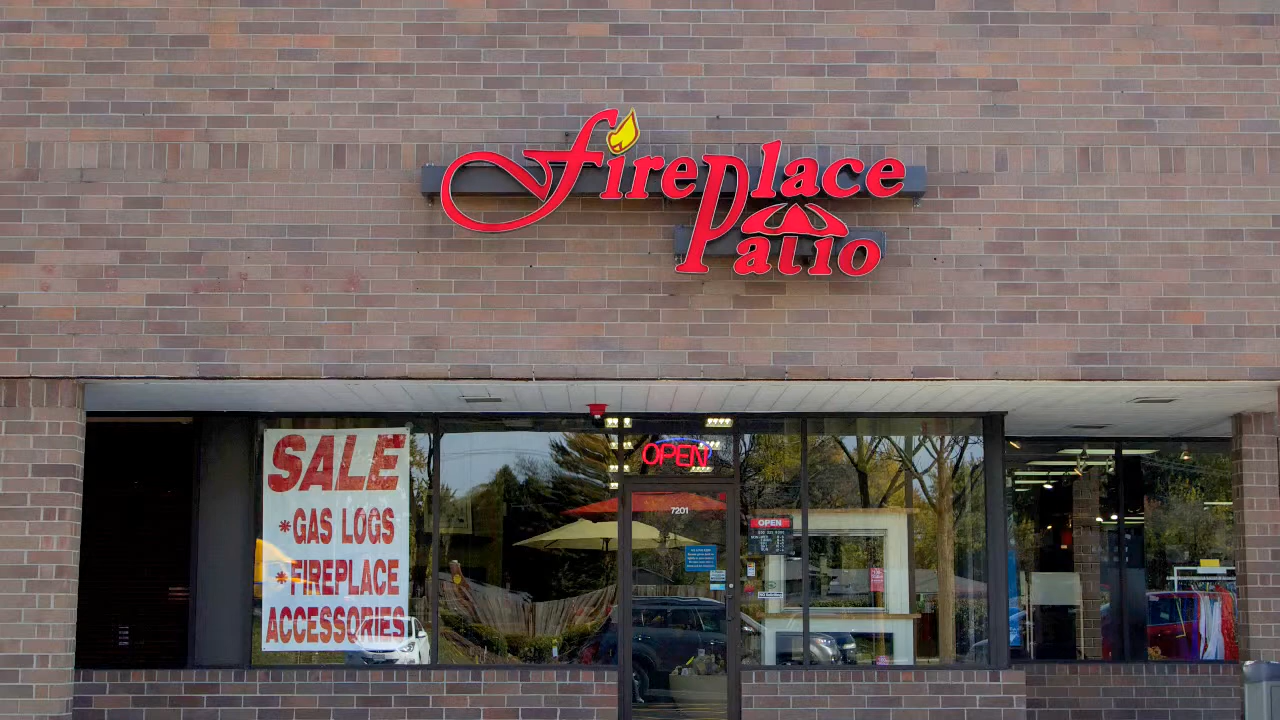 fireplace
Patio
OPEN
SALE
*GAS LOGS
*FIREPLACE
ACCESSORIES
7201
OPEN